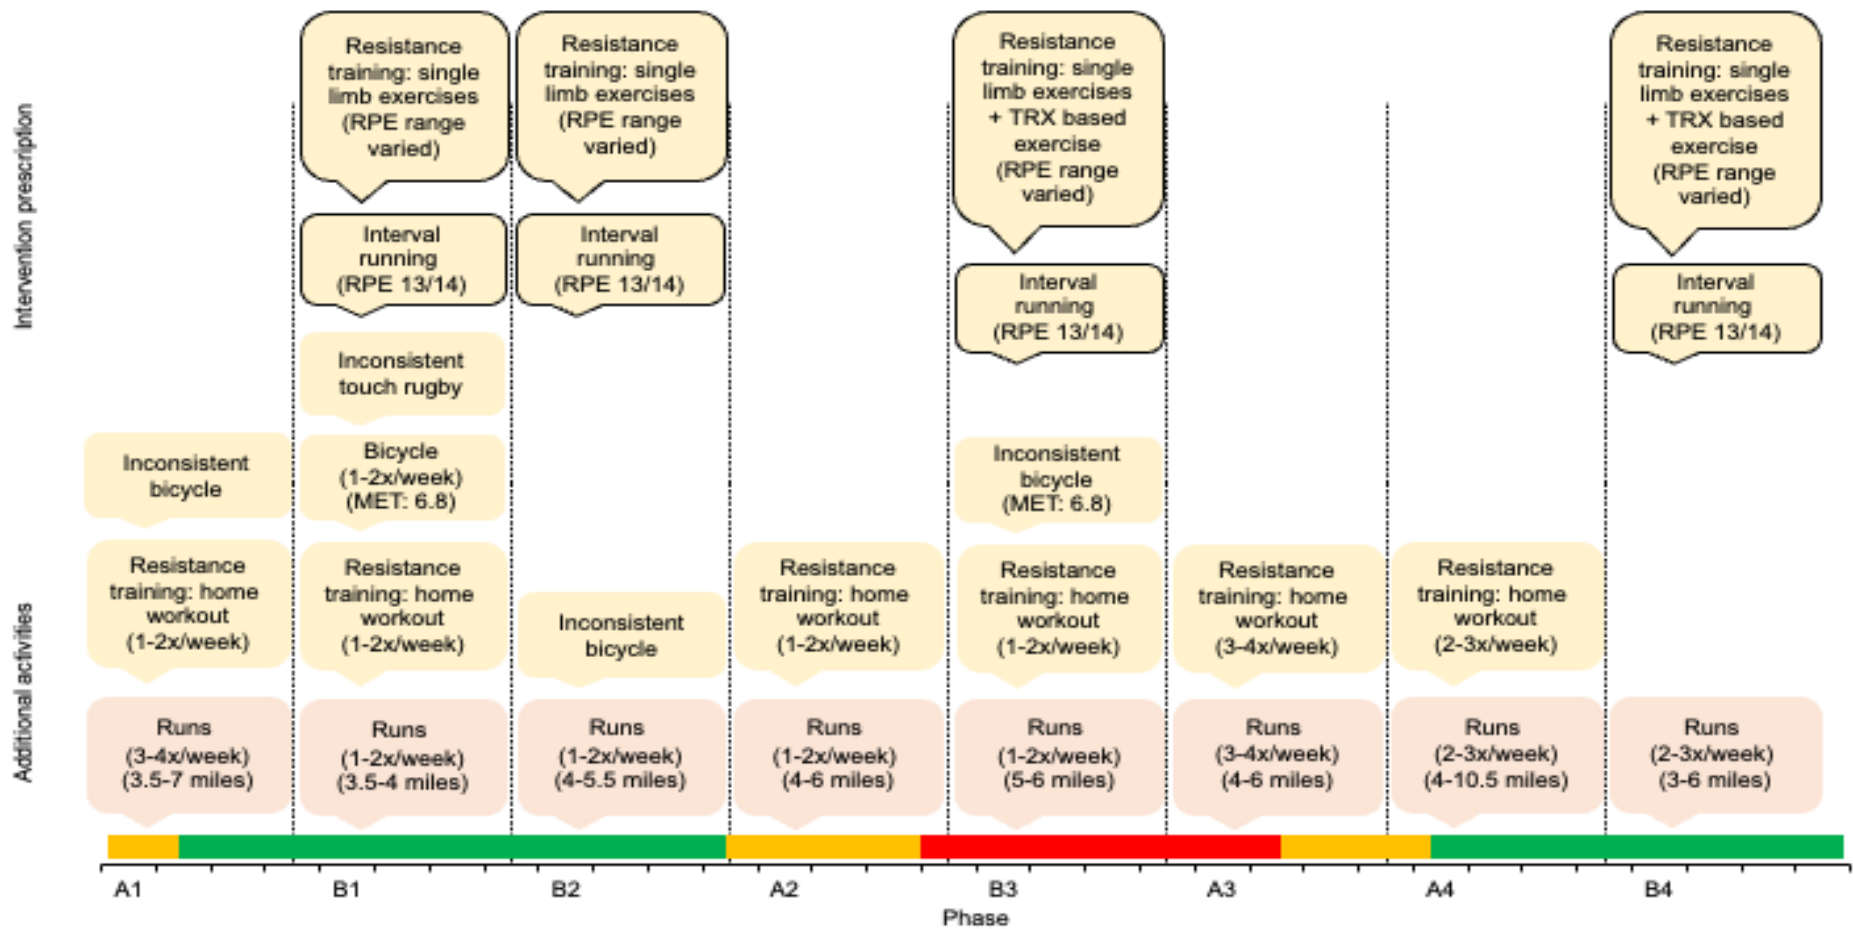 Intervention prescription
Resistance
training: single
limb exercises
(RPE range
varied)
Resistance
training: single
limb exercises
(RPE range
varied)
Resistance
training: single
limb exercises
+ TRX based
exercise
(RPE range
varied)
Resistance
training: single
limb exercises
+ TRX based
exercise
(RPE range
varied)
Interval
running
(RPE 13/14)
Interval
running
(RPE 13/14)
Interval
running
(RPE 13/14)
Interval
running
(RPE 13/14)
Additional activities
Inconsistent
touch rugby
Inconsistent
bicycle
Bicycle
(1-2x/week)
(MET: 6.8)
Inconsistent
bicycle
(MET: 6.8)
Resistance
training: home
workout
(1-2x/week)
Resistance
training: home
workout
(1-2x/week)
Inconsistent
bicycle
Resistance
training: home
workout
(1-2x/week)
Resistance
training: home
workout
(1-2x/week)
Resistance
training: home
workout
(3-4x/week)
Resistance
training: home
workout
(2-3x/week)
Runs
(3-4x/week)
(3.5-7 miles)
Runs
(1-2x/week)
(3.5-4 miles)
Runs
(1-2x/week)
(4-5.5 miles)
Runs
(1-2x/week)
(4-6 miles)
Runs
(1-2x/week)
(5-6 miles)
Runs
(3-4x/week)
(4-6 miles)
Runs
(2-3x/week)
(4-10.5 miles)
Runs
(2-3x/week)
(3-6 miles)
A1 B1 B2 A2 B3 A3 A4 B4
Phase